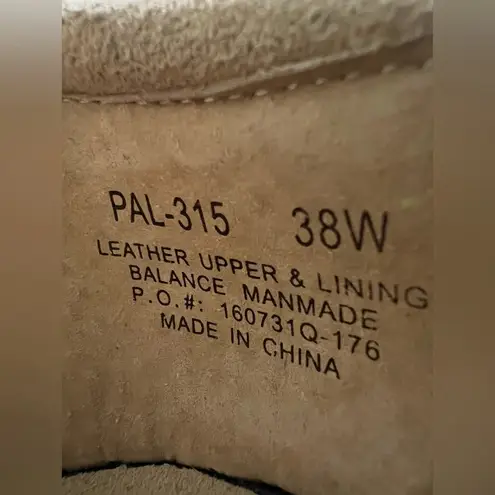 PAL-315 38W
LEATHER UPPER & LINING
BALANCE MANMADE
P.O.#: 160731Q-176
MADE IN CHINA